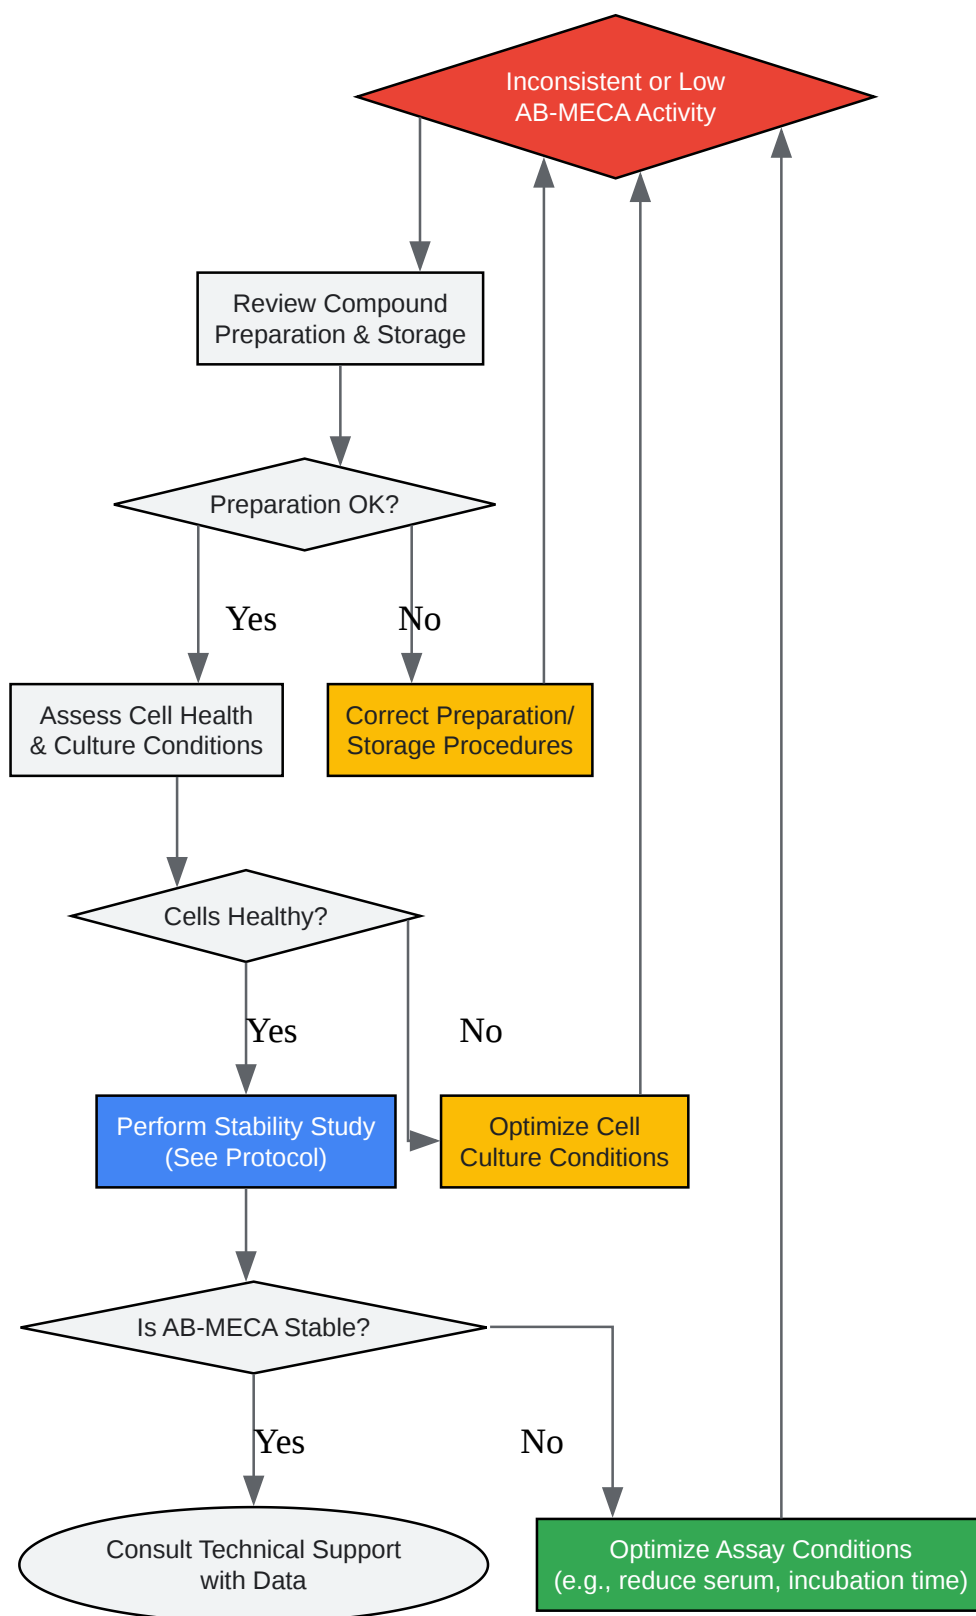 Inconsistent or Low
AB-MECA Activity
Review Compound
Preparation & Storage
Preparation OK?
Yes
No
Assess Cell Health
& Culture Conditions
Correct Preparation/
Storage Procedures
Cells Healthy?
Yes
No
Perform Stability Study
(See Protocol)
Optimize Cell
Culture Conditions
Is AB-MECA Stable?
Yes
No
Consult Technical Support
with Data
Optimize Assay Conditions
(e.g., reduce serum, incubation time)